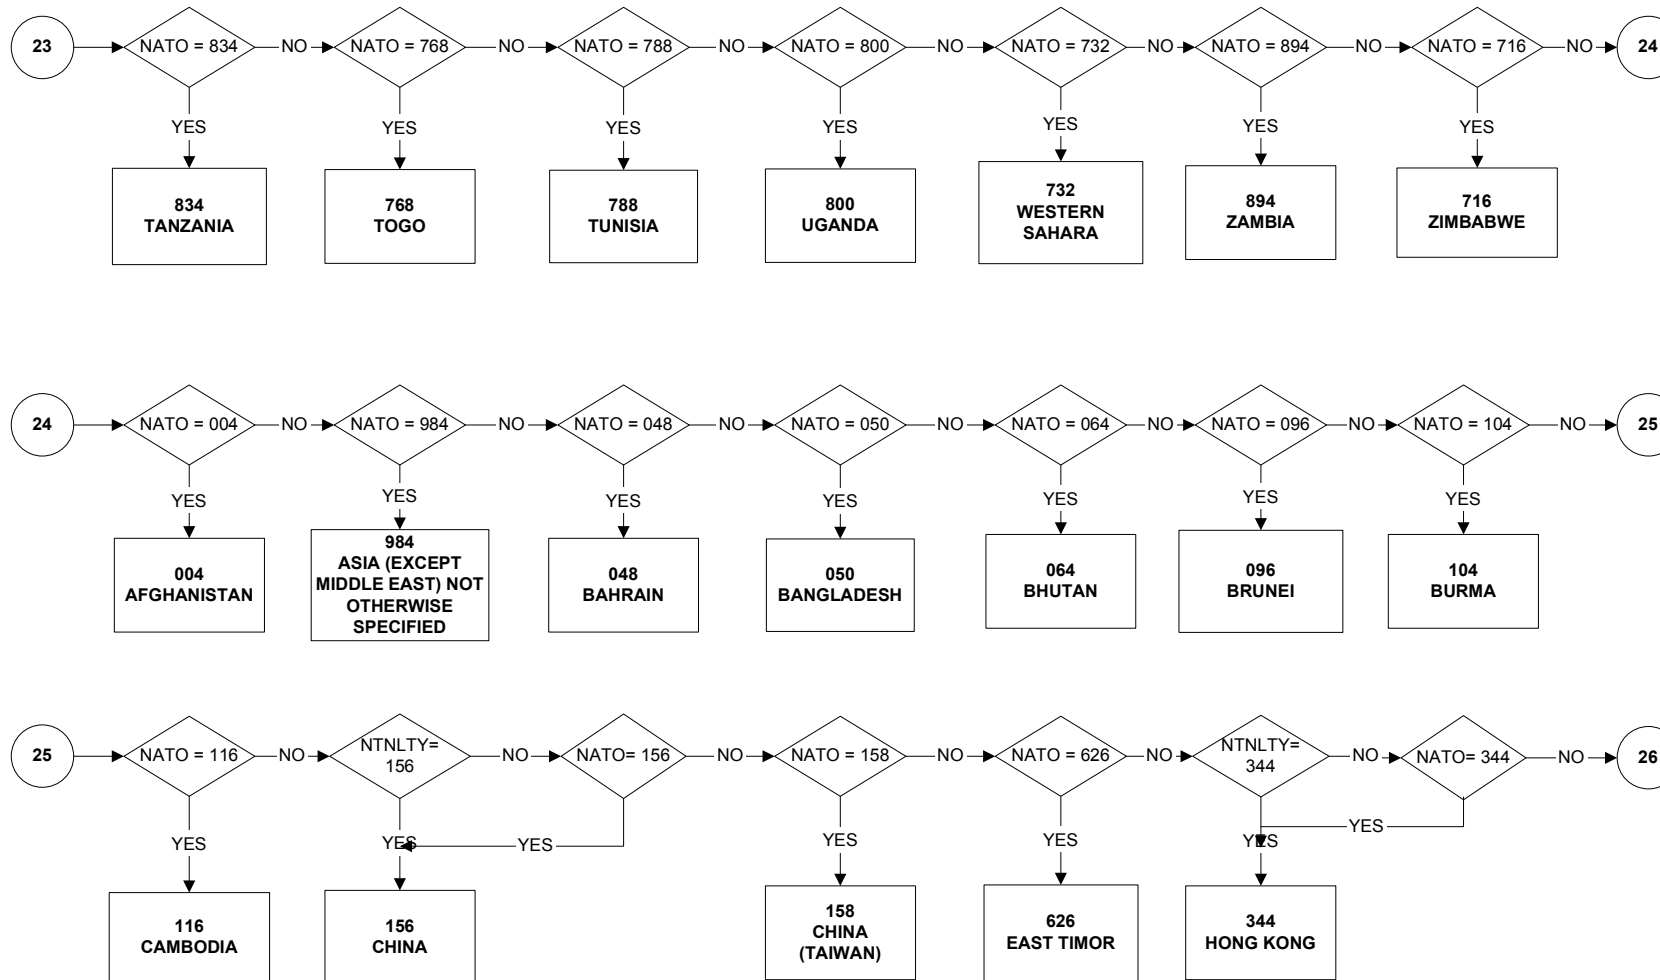 23
NATO = 834
NO
NATO = 768
NO
NATO = 788
NO
NATO = 800
NO
NATO = 732
NO
NATO = 894
NO
NATO = 716
NO
24
YES
YES
YES
YES
YES
YES
YES
834
TANZANIA
768
TOGO
788
TUNISIA
800
UGANDA
732
WESTERN
SAHARA
894
ZAMBIA
716
ZIMBABWE
24
NATO = 004
NO
NATO = 984
NO
NATO = 048
NO
NATO = 050
NO
NATO = 064
NO
NATO = 096
NO
NATO = 104
NO
25
YES
YES
YES
YES
YES
YES
YES
004
AFGHANISTAN
984
ASIA (EXCEPT
MIDDLE EAST) NOT
OTHERWISE
SPECIFIED
048
BAHRAIN
050
BANGLADESH
064
BHUTAN
096
BRUNEI
104
BURMA
25
NATO = 116
NO
NTNLTY=
156
NO
NATO= 156
NO
NATO = 158
NO
NATO = 626
NO
NTNLTY=
344
NO
NATO= 344
NO
26
YES
YES
YES
YES
YES
YES
YES
116
CAMBODIA
156
CHINA
158
CHINA
(TAIWAN)
626
EAST TIMOR
344
HONG KONG